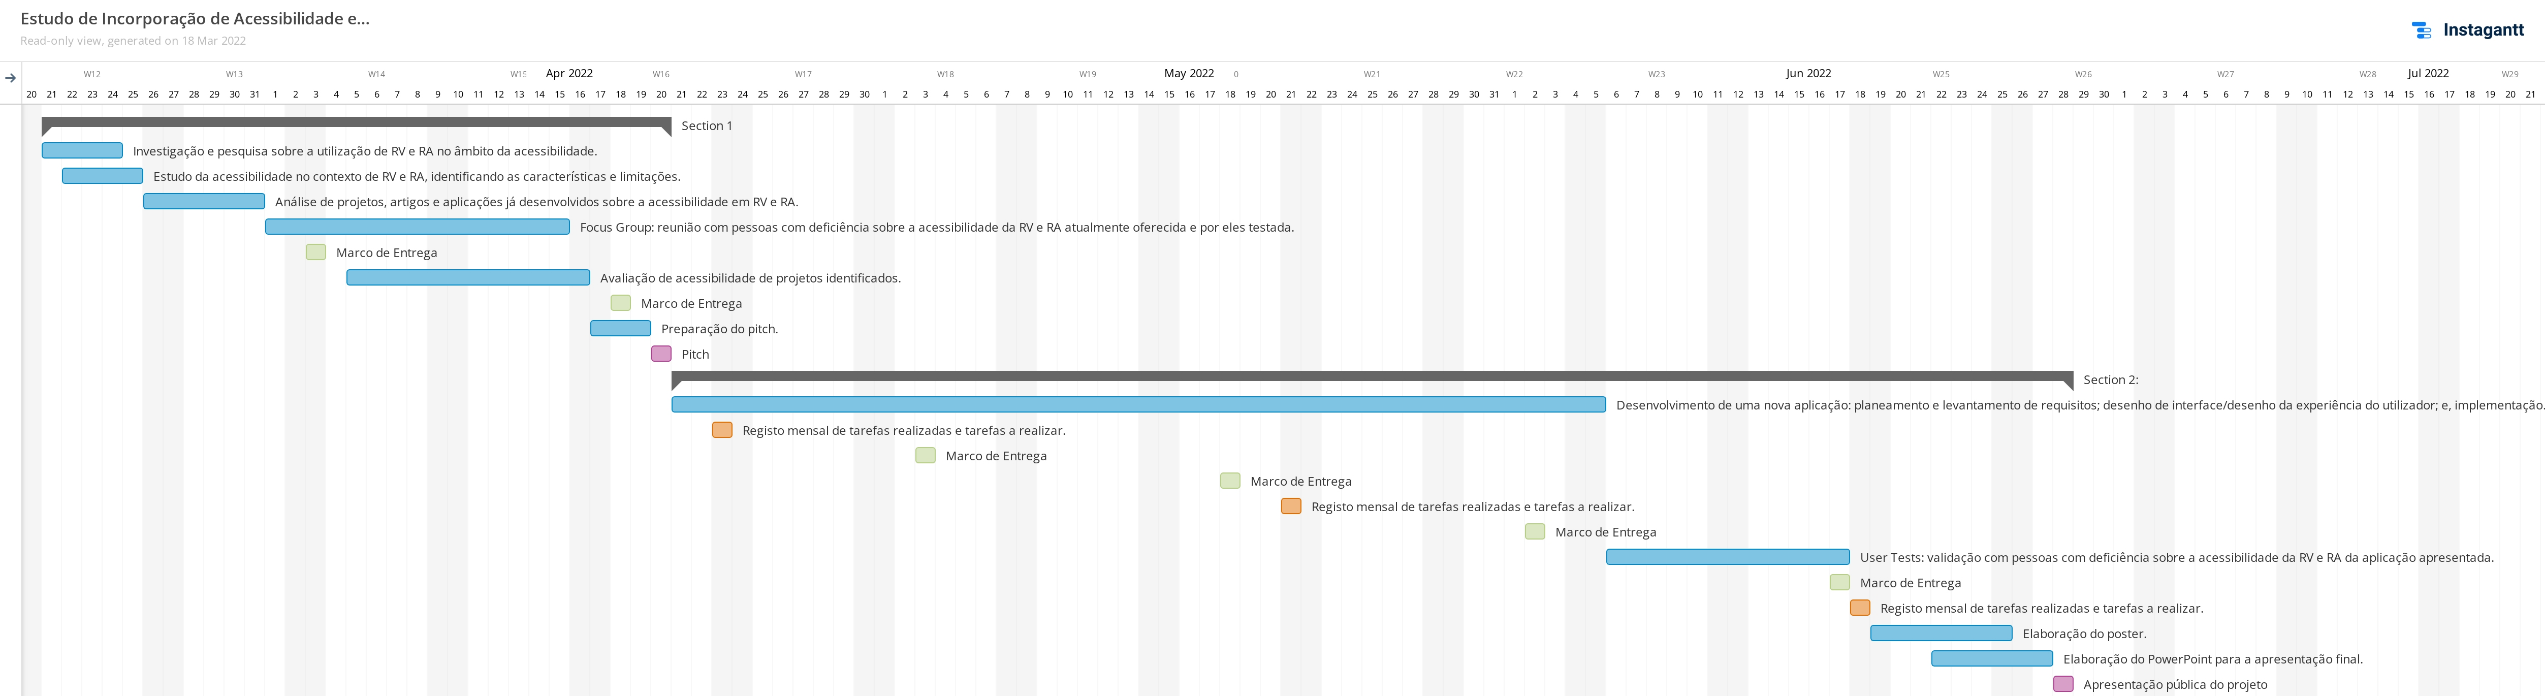 Estudo de Incorporação de Acessibilidade e...
Read-only view, generated on 18 Mar 2022
Instagantt
W12 W13 W14 W15 Apr 2022 W16 W17 W18 W19 May 2022 0 W21 W22 W23 Jun 2022 W25 W26 W27 W28 Jul 2022 W29
20 21 22 23 24 25 26 27 28 29 30 31 1 2 3 4 5 6 7 8 9 10 11 12 13 14 15 16 17 18 19 20 21 22 23 24 25 26 27 28 29 30 1 2 3 4 5 6 7 8 9 10 11 12 13 14 15 16 17 18 19 20 21 22 23 24 25 26 27 28 29 30 31 1 2 3 4 5 6 7 8 9 10 11 12 13 14 15 16 17 18 19 20 21 22 23 24 25 26 27 28 29 30 1 2 3 4 5 6 7 8 9 10 11 12 13 14 15 16 17 18 19 20 21
Section 1
Investigação e pesquisa sobre a utilização de RV e RA no âmbito da acessibilidade.
Estudo da acessibilidade no contexto de RV e RA, identificando as características e limitações.
Análise de projetos, artigos e aplicações já desenvolvidos sobre a acessibilidade em RV e RA.
Focus Group: reunião com pessoas com deficiência sobre a acessibilidade da RV e RA atualmente oferecida e por eles testada.
Marco de Entrega
Avaliação de acessibilidade de projetos identificados.
Marco de Entrega
Preparação do pitch.
Pitch
Section 2:
Desenvolvimento de uma nova aplicação: planeamento e levantamento de requisitos; desenho de interface/desenho da experiência do utilizador; e, implementação.
Registo mensal de tarefas realizadas e tarefas a realizar.
Marco de Entrega
Marco de Entrega
Registo mensal de tarefas realizadas e tarefas a realizar.
Marco de Entrega
User Tests: validação com pessoas com deficiência sobre a acessibilidade da RV e RA da aplicação apresentada.
Marco de Entrega
Registo mensal de tarefas realizadas e tarefas a realizar.
Elaboração do poster.
Elaboração do PowerPoint para a apresentação final.
Apresentação pública do projeto